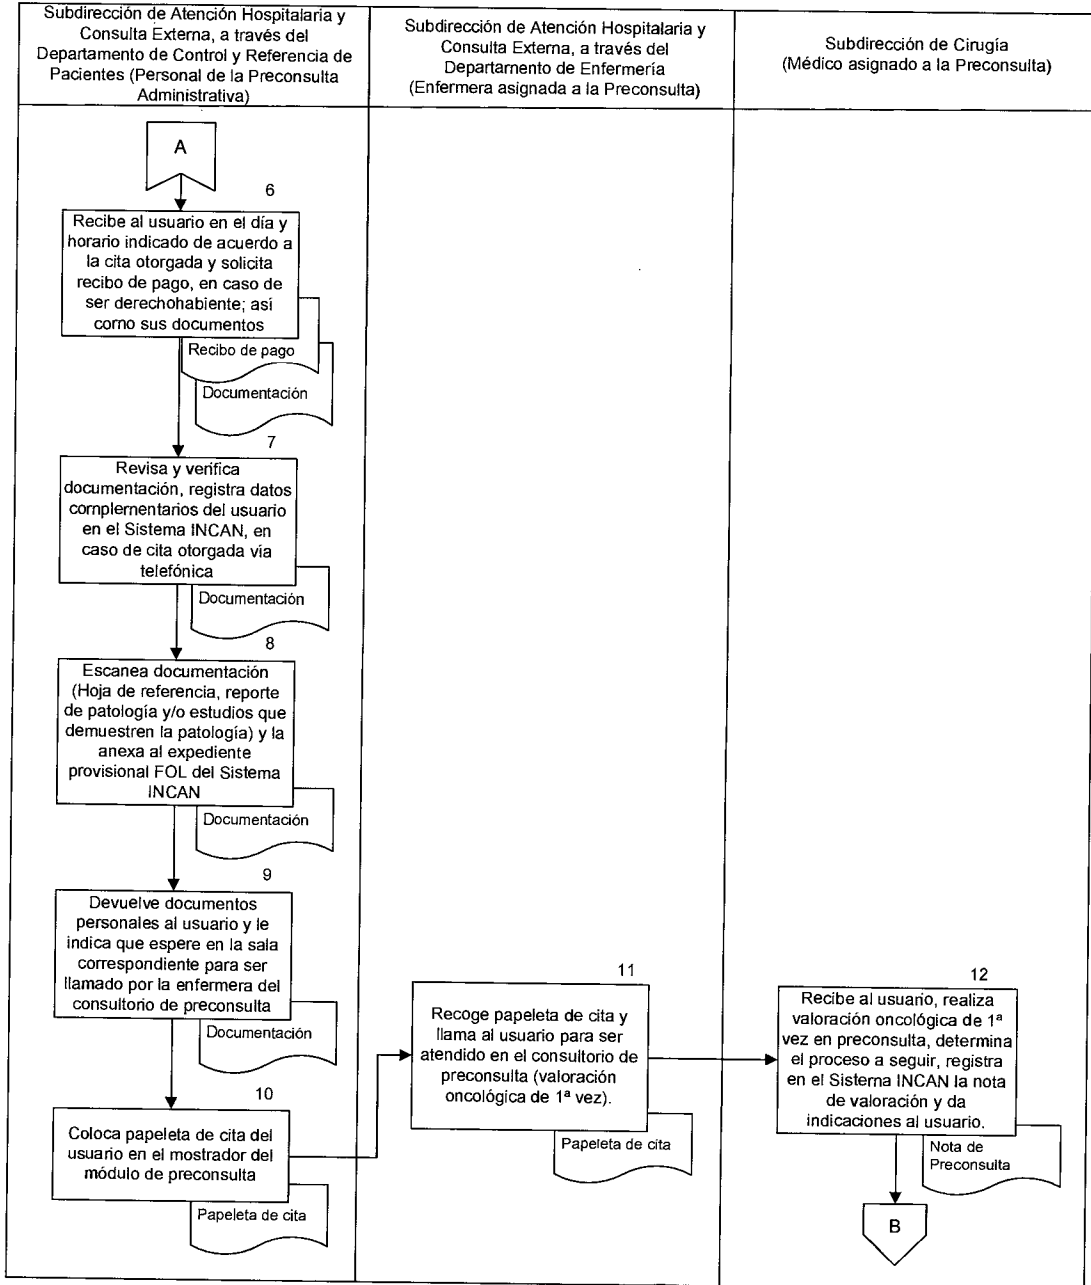 Subdirección de Atención Hospitalaria y
Consulta Externa, a través del
Departamento de Control y Referencia de
Pacientes (Personal de la Preconsulta
Administrativa)
Subdirección de Atención Hospitalaria y
Consulta Externa, a través del
Departamento de Enfermería
(Enfermera asignada a la Preconsulta)
Subdirección de Cirugía
(Médico asignado a la Preconsulta)
A
6
Recibe al usuario en el día y
horario indicado de acuerdo a
la cita otorgada y solicita
recibo de pago, en caso de
ser derechohabiente; así
como sus documentos
Recibo de pago
Documentación
7
Revisa y verifica
documentación, registra datos
complementarios del usuario
en el Sistema INCAN, en
caso de cita otorgada vía
telefónica
Documentación
8
Escanea documentación
(Hoja de referencia, reporte
de patología y/o estudios que
demuestren la patología) y la
anexa al expediente
provisional FOL del Sistema
INCAN
Documentación
9
Devuelve documentos
personales al usuario y le
indica que espere en la sala
correspondiente para ser
llamado por la enfermera del
consultorio de preconsulta
Documentación
10
Coloca papeleta de cita del
usuario en el mostrador del
módulo de preconsulta
Papeleta de cita
11
Recoge papeleta de cita y
llama al usuario para ser
atendido en el consultorio de
preconsulta (valoración
oncológica de 1ª vez).
Papeleta de cita
12
Recibe al usuario, realiza
valoración oncológica de 1ª
vez en preconsulta, determina
el proceso a seguir, registra
en el Sistema INCAN la nota
de valoración y da
indicaciones al usuario.
Nota de
Preconsulta
B